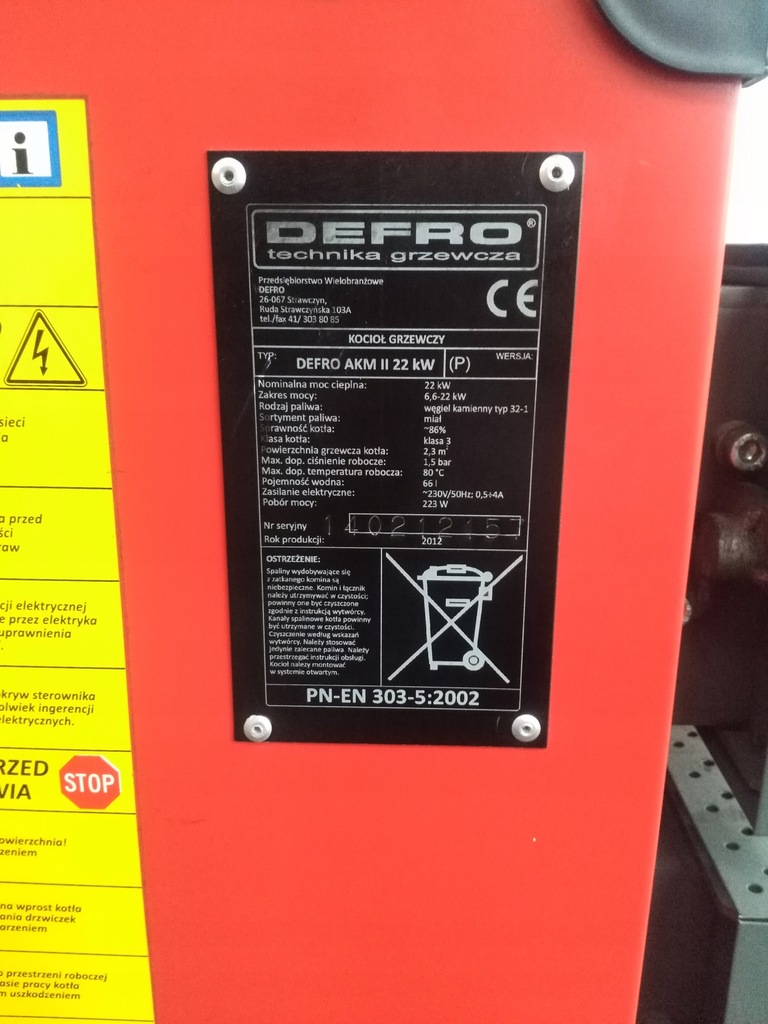 i
DEFRO®
technika grzewcza
Przedsiębiorstwo Wielobranżowe
DEFRO
26-067 Strawczyn,
Ruda Strawczyńska 103A
tel./fax 41/ 303 80 85
CE
KOCIOŁ GRZEWCZY
TYP: DEFRO AKM II 22 kW (P) WERSJA:
Nominalna moc cieplna: 22 kW
Zakres mocy: 6,6-22 kW
Rodzaj paliwa: węgiel kamienny typ 32-1
Sortyment paliwa: miał
Sprawność kotła: ~86%
Klasa kotła: klasa 3
Powierzchnia grzewcza kotła: 2,3 m²
Max. dop. ciśnienie robocze: 1,5 bar
Max. dop. temperatura robocza: 80 °C
Pojemność wodna: 66 l
Zasilanie elektryczne: ~230V/50Hz; 0,5÷4A
Pobór mocy: 223 W
Nr seryjny 140212157
Rok produkcji: 2012
OSTRZEŻENIE:
Spaliny wydobywające się
z zatkanego komina są
niebezpieczne. Komin i łącznik
należy utrzymywać w czystości;
powinny one być czyszczone
zgodnie z instrukcją wytwórcy.
Kanały spalinowe kotła powinny
być utrzymane w czystości.
Czyszczenie według wskazań
wytwórcy. Należy stosować
jedynie zalecane paliwa. Należy
przestrzegać instrukcji obsługi.
Kocioł należy montować
w systemie otwartym.
PN-EN 303-5:2002
sieci
a
a przed
ści
aw
cji elektrycznej
e przez elektryka
uprawnienia
kryw sterownika
olwiek ingerencji
elektrycznych.
RZED
WIA
STOP
owierzchnia!
zeniem
na wprost kotła
ania drzwiczek
arzeniem
o przestrzeni roboczej
asie pracy kotła
m uszkodzeniem